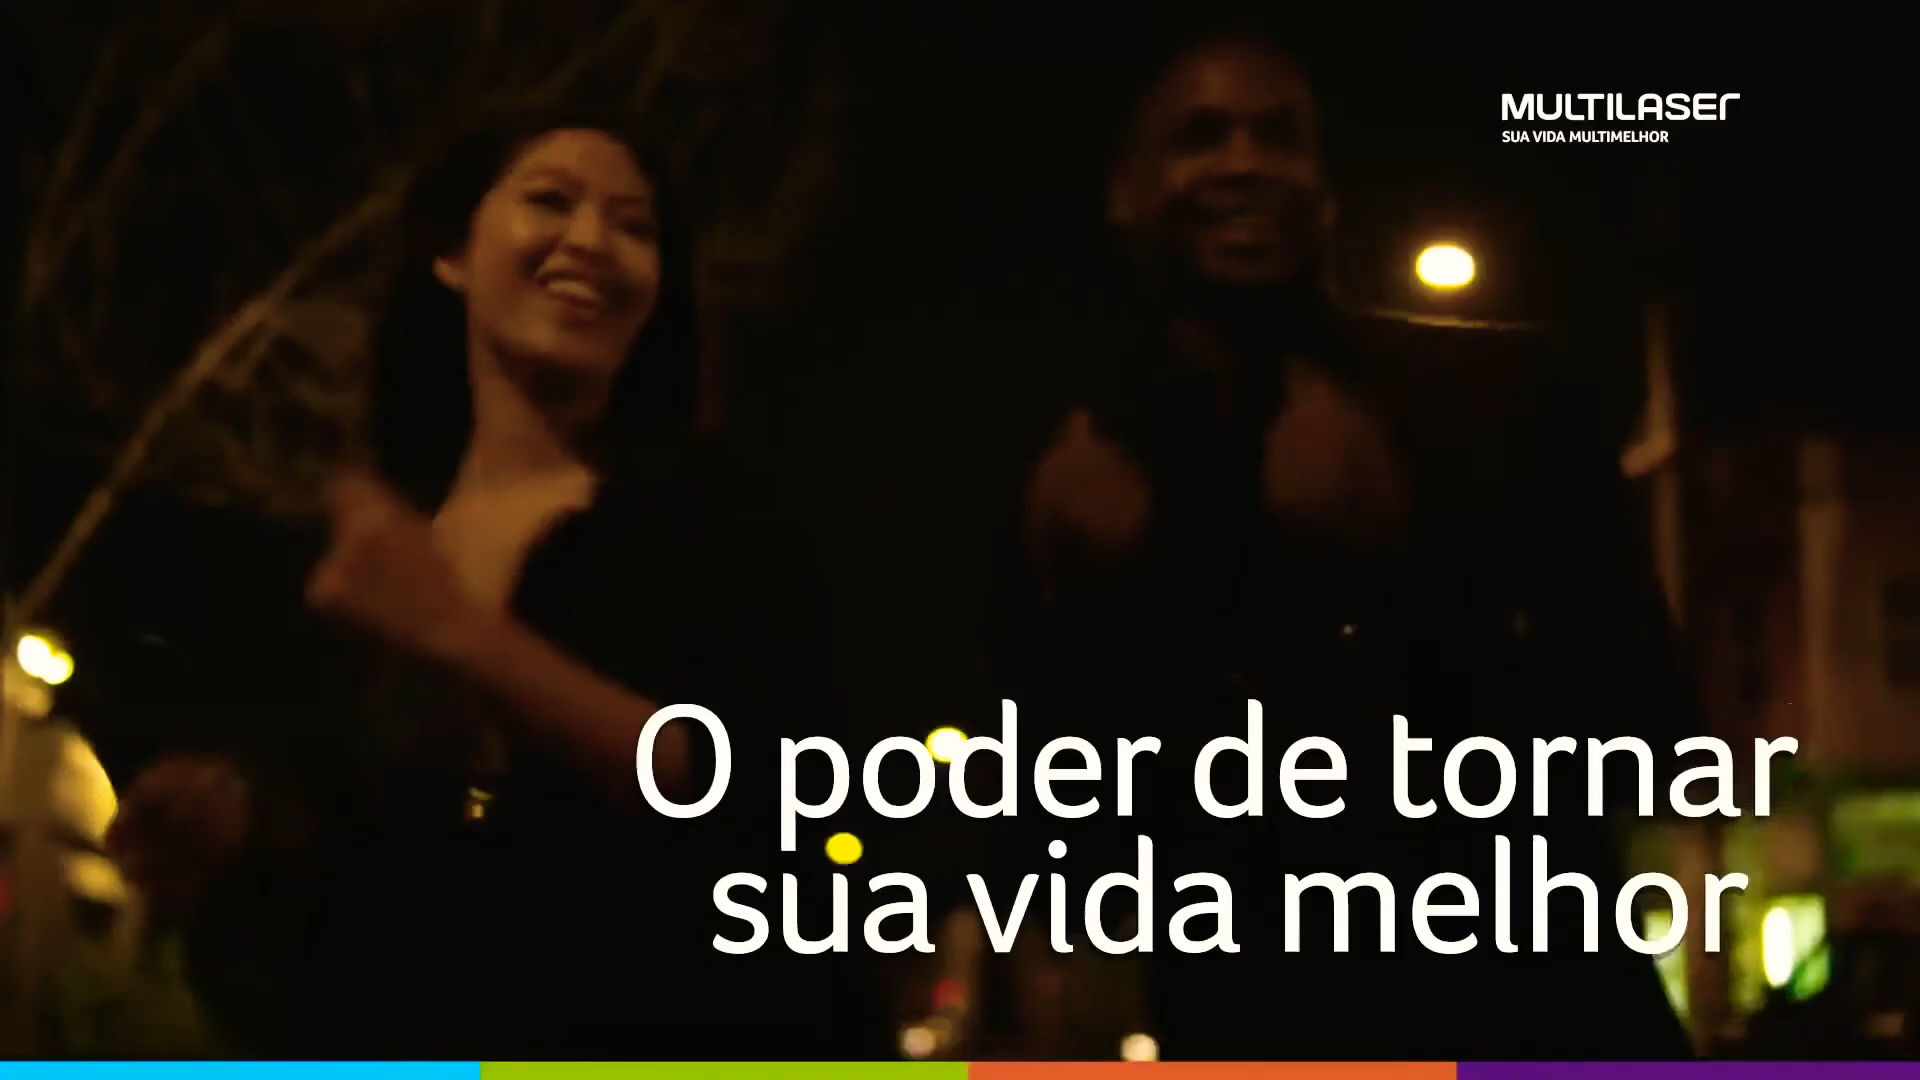 MULTILASER
SUA VIDA MULTIMELHOR
O poder de tornar
sua vida melhor